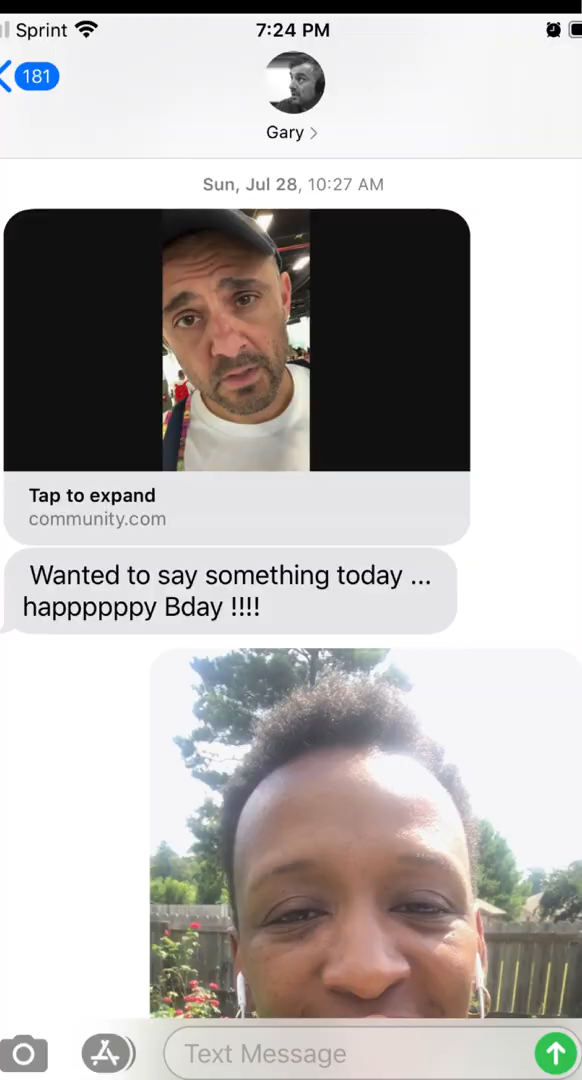 Sprint 7:24 PM
181
Gary
Sun, Jul 28, 10:27 AM
Tap to expand
community.com
Wanted to say something today ...
happppppy Bday !!!!
Text Message